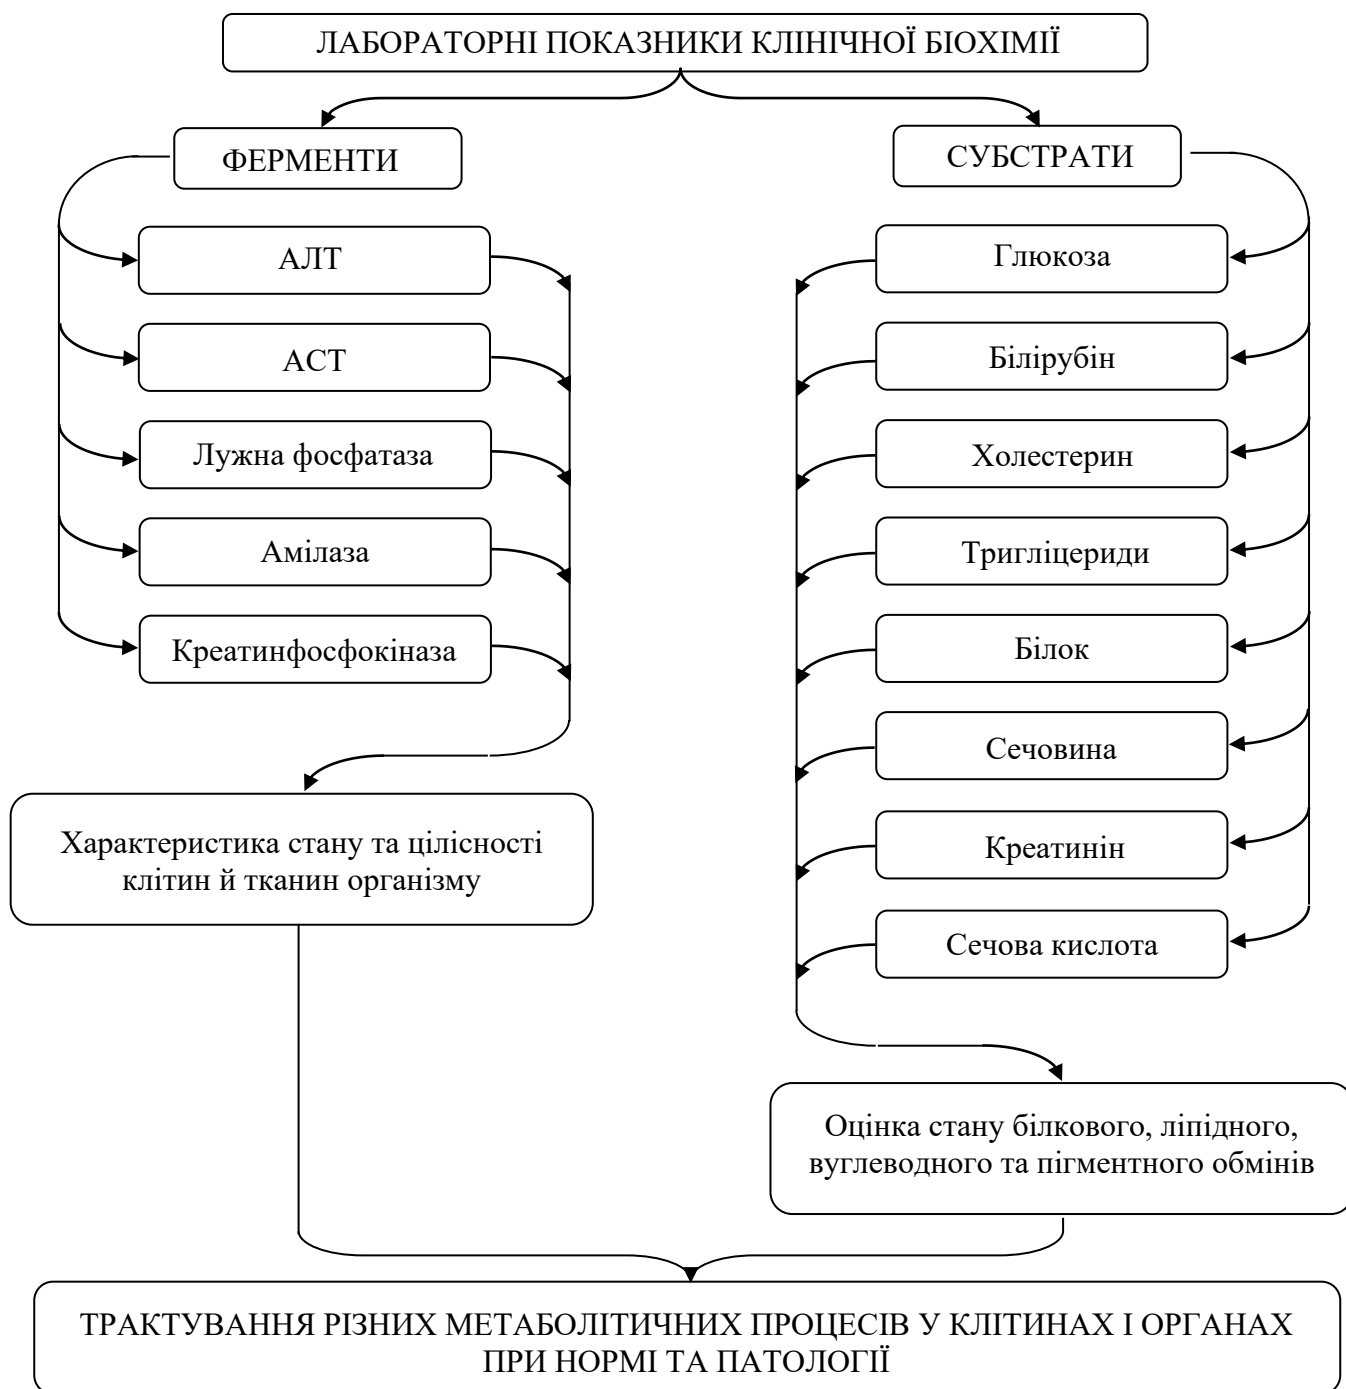 ЛАБОРАТОРНІ ПОКАЗНИКИ КЛІНІЧНОЇ БІОХІМІЇ
ФЕРМЕНТИ
СУБСТРАТИ
АЛТ
АСТ
Лужна фосфатаза
Амілаза
Креатинфосфокіназа
Характеристика стану та цілісності
клітин й тканин організму
Глюкоза
Білірубін
Холестерин
Тригліцериди
Білок
Сечовина
Креатинін
Сечова кислота
Оцінка стану білкового, ліпідного,
вуглеводного та пігментного обмінів
ТРАКТУВАННЯ РІЗНИХ МЕТАБОЛІТИЧНИХ ПРОЦЕСІВ У КЛІТИНАХ І ОРГАНАХ
ПРИ НОРМІ ТА ПАТОЛОГІЇ